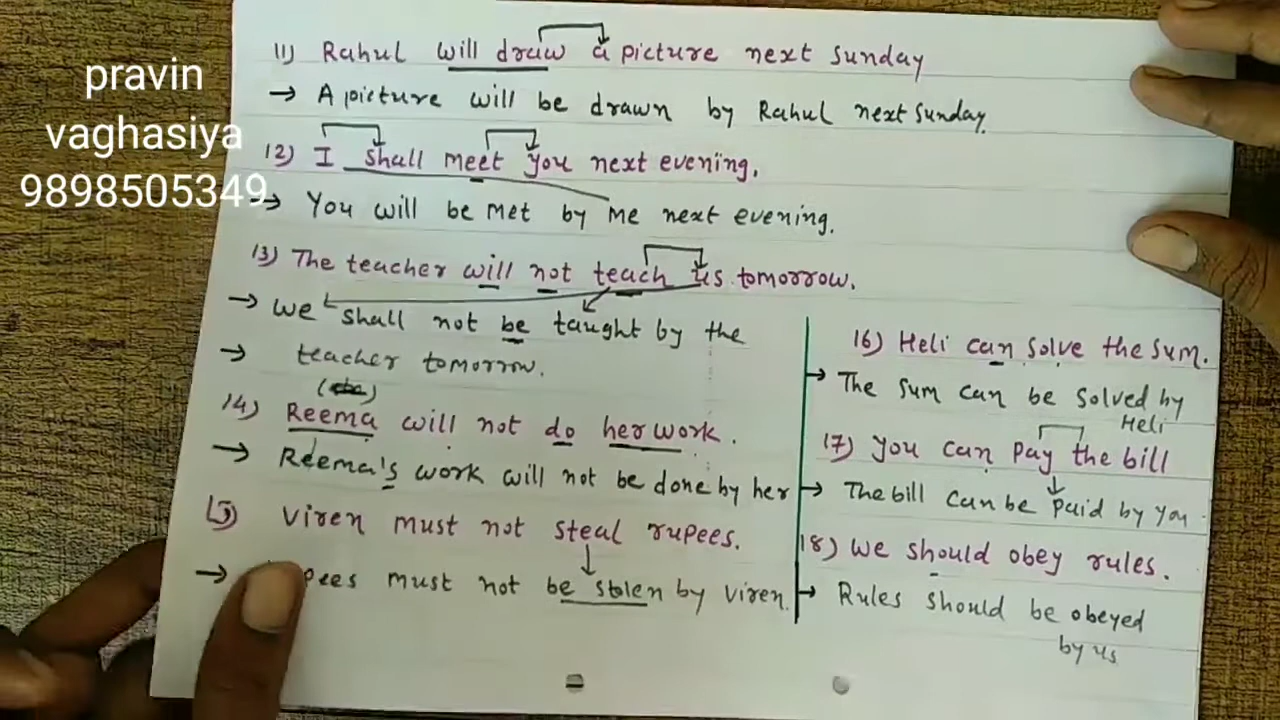 pravin
vaghasiya
9898505349
11) Rahul will draw a picture next sunday
→ A picture will be drawn by Rahul next sunday.
12) I shall meet you next evening.
→ You will be met by me next evening.
13) The teacher will not teach us tomorrow.
→ We shall not be taught by the
→ teacher tomorrow.
14) Reema will not do her work.
→ Reema's work will not be done by her
15) Viren must not steal rupees.
→ pees must not be stolen by viren.
16) Heli can solve the sum.
→ The sum can be solved by
Heli
17) You can pay the bill
→ The bill can be paid by you.
18) We should obey rules.
→ Rules should be obeyed
by us